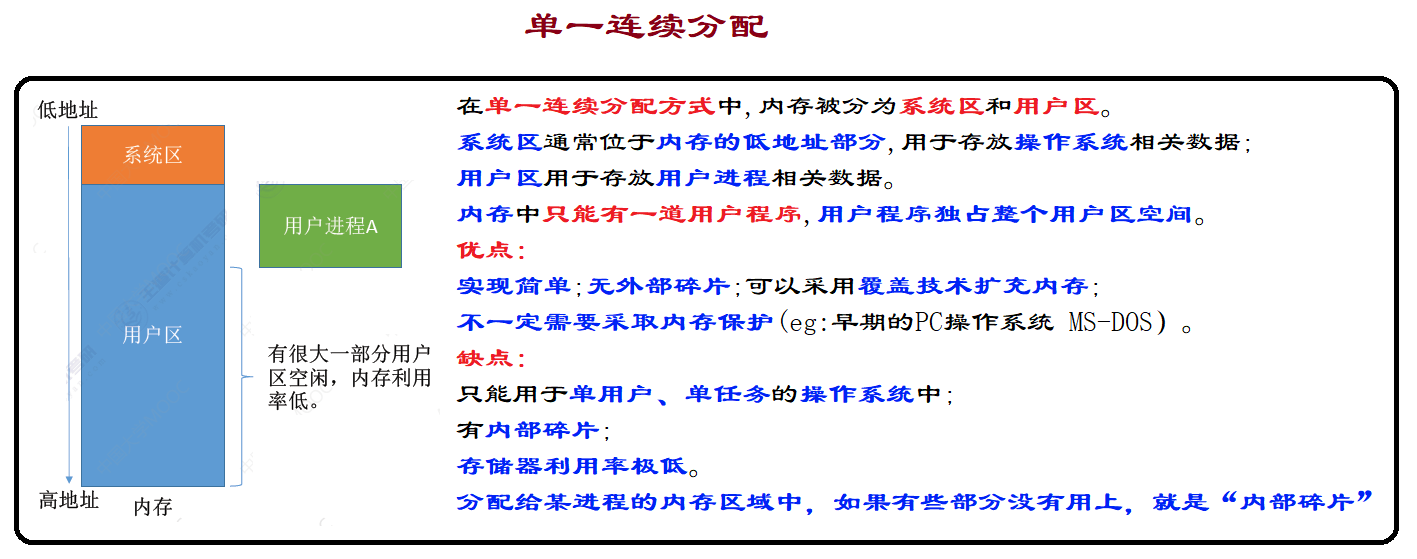 单一连续分配
低地址
系统区
用户区
高地址
内存
用户进程A
有很大一部分用户
区空闲，内存利用
率低。
在单一连续分配方式中,内存被分为系统区和用户区。
系统区通常位于内存的低地址部分,用于存放操作系统相关数据;
用户区用于存放用户进程相关数据。
内存中只能有一道用户程序,用户程序独占整个用户区空间。
优点:
实现简单;无外部碎片;可以采用覆盖技术扩充内存;
不一定需要采取内存保护(eg:早期的PC操作系统 MS-DOS）。
缺点:
只能用于单用户、单任务的操作系统中;
有内部碎片;
存储器利用率极低。
分配给某进程的内存区域中，如果有些部分没有用上，就是“内部碎片”